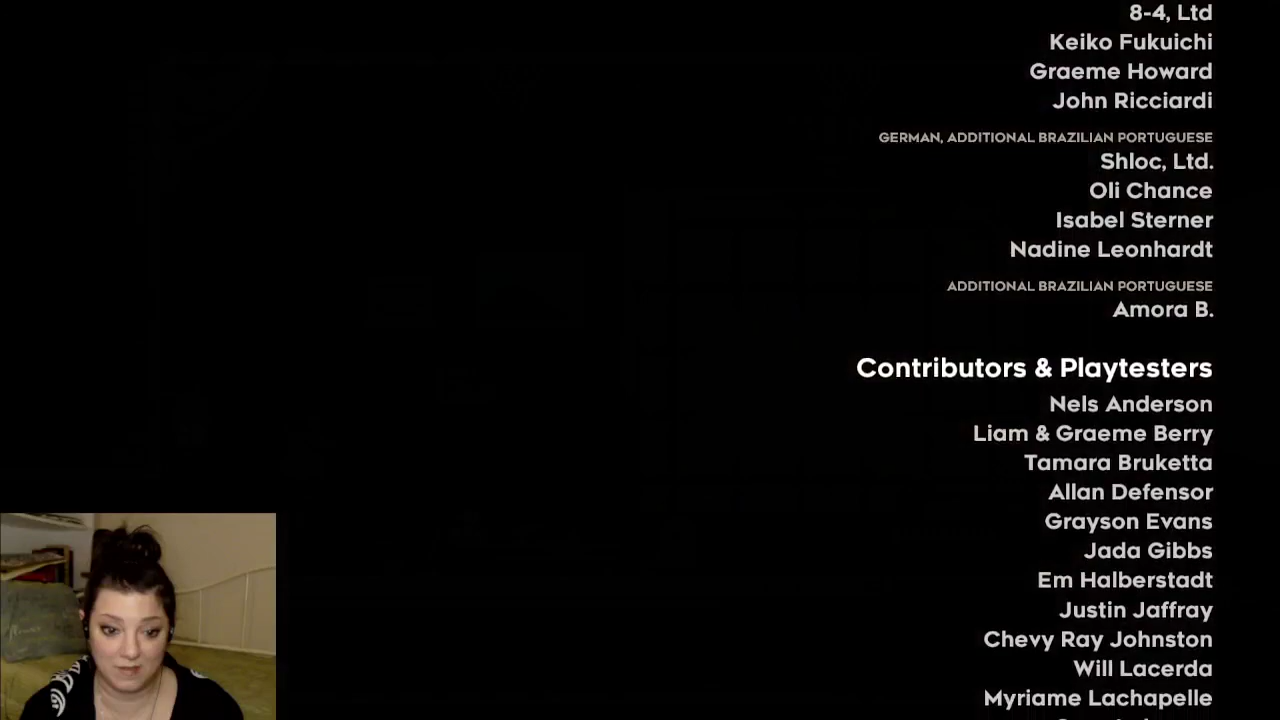 8-4, Ltd
Keiko Fukuichi
Graeme Howard
John Ricciardi
GERMAN, ADDITIONAL BRAZILIAN PORTUGUESE
Shloc, Ltd.
Oli Chance
Isabel Sterner
Nadine Leonhardt
ADDITIONAL BRAZILIAN PORTUGUESE
Amora B.
Contributors & Playtesters
Nels Anderson
Liam & Graeme Berry
Tamara Bruketta
Allan Defensor
Grayson Evans
Jada Gibbs
Em Halberstadt
Justin Jaffray
Chevy Ray Johnston
Will Lacerda
Myriame Lachapelle